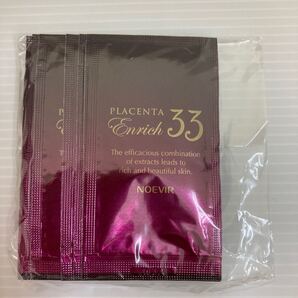 PLACENTA
Enrich 33
The efficacious combination
of extracts leads to
rich and beautiful skin.
NOEVIR